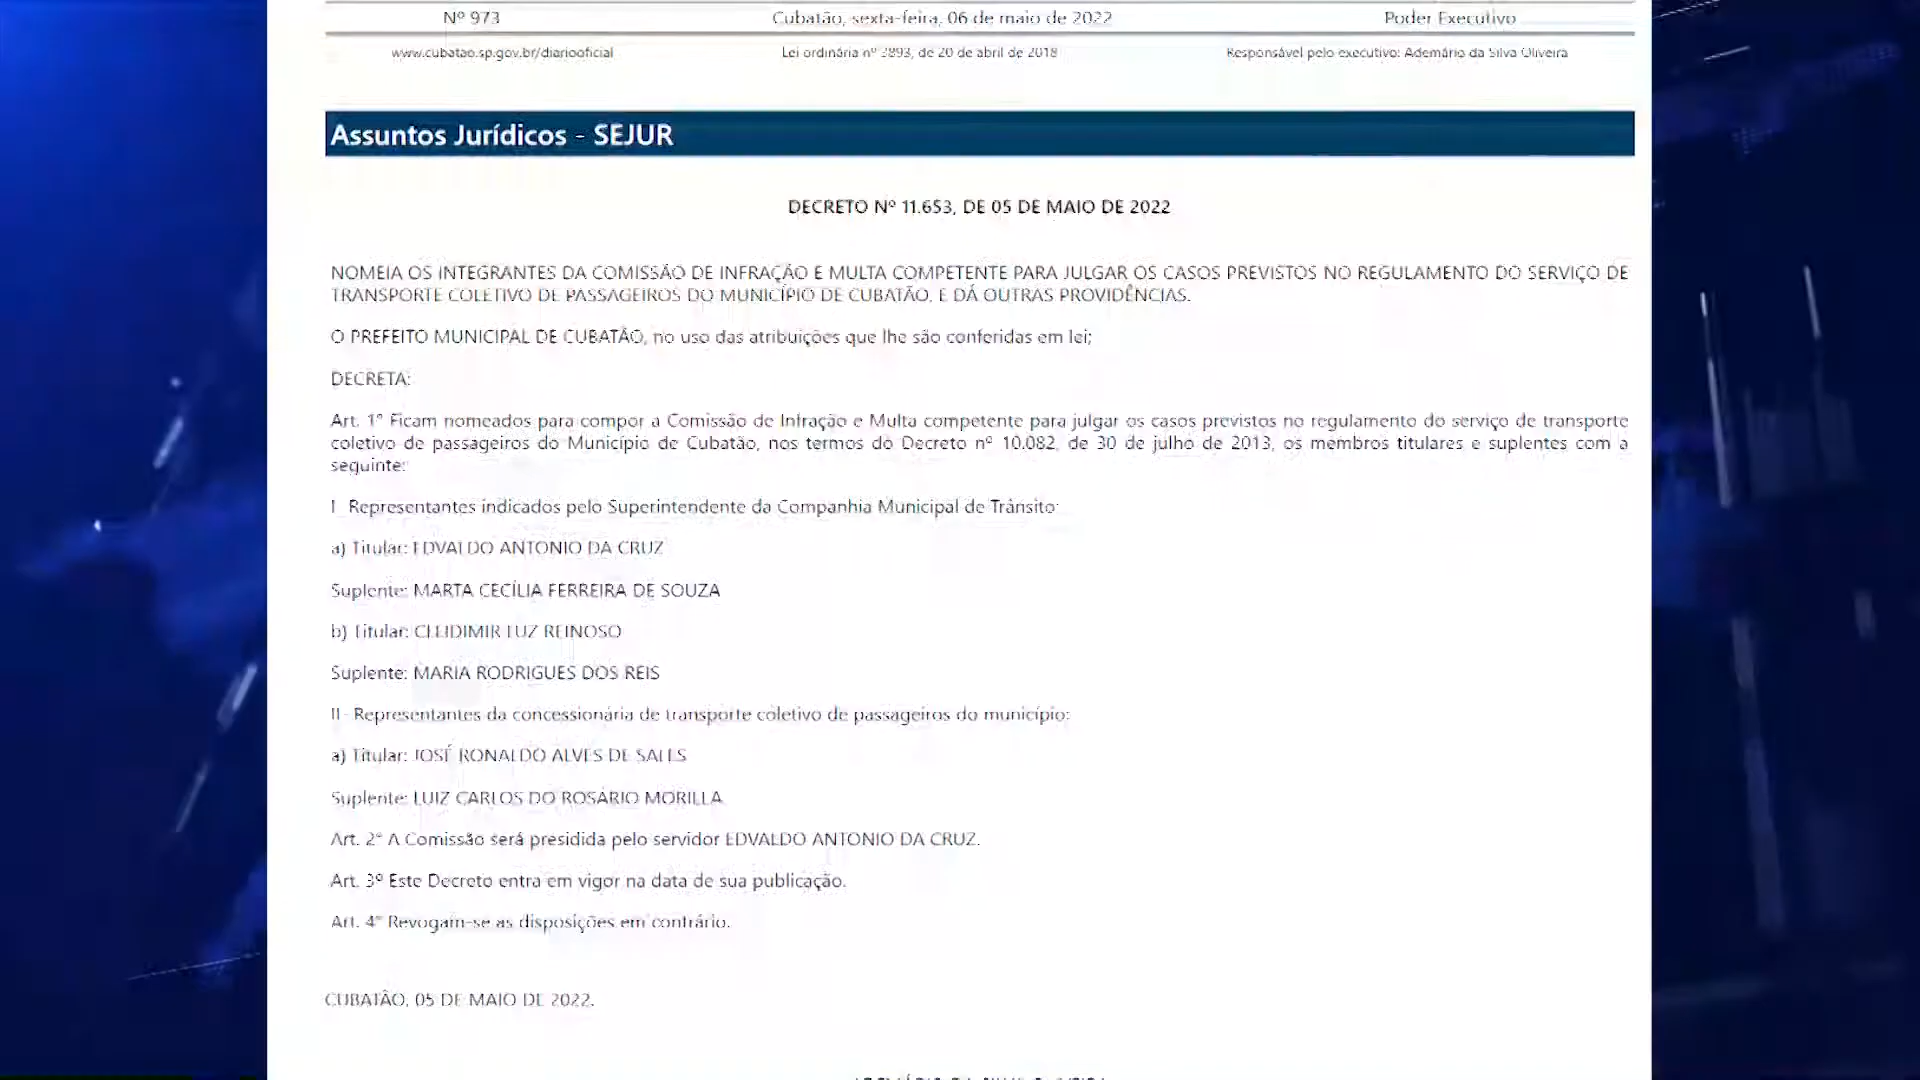 Nº 973 Cubatão, sexta-feira, 06 de maio de 2022 Poder Executivo
www.cubatao.sp.gov.br/diariooficial Lei ordinária nº 3893, de 20 de abril de 2018 Responsável pelo executivo: Ademário da Silva Oliveira
Assuntos Jurídicos - SEJUR
DECRETO Nº 11.653, DE 05 DE MAIO DE 2022
NOMEIA OS INTEGRANTES DA COMISSÃO DE INFRAÇÃO E MULTA COMPETENTE PARA JULGAR OS CASOS PREVISTOS NO REGULAMENTO DO SERVIÇO DE
TRANSPORTE COLETIVO DE PASSAGEIROS DO MUNICÍPIO DE CUBATÃO, E DÁ OUTRAS PROVIDÊNCIAS.
O PREFEITO MUNICIPAL DE CUBATÃO, no uso das atribuições que lhe são conferidas em lei;
DECRETA:
Art. 1º Ficam nomeados para compor a Comissão de Infração e Multa competente para julgar os casos previstos no regulamento do serviço de transporte
coletivo de passageiros do Município de Cubatão, nos termos do Decreto nº 10.082, de 30 de julho de 2013, os membros titulares e suplentes com a
seguinte:
I - Representantes indicados pelo Superintendente da Companhia Municipal de Trânsito:
a) Titular: EDVALDO ANTONIO DA CRUZ
Suplente: MARTA CECÍLIA FERREIRA DE SOUZA
b) Titular: CLEIDIMIR LUZ REINOSO
Suplente: MARIA RODRIGUES DOS REIS
II - Representantes da concessionária de transporte coletivo de passageiros do município:
a) Titular: JOSÉ RONALDO ALVES DE SALES
Suplente: LUIZ CARLOS DO ROSÁRIO MORILLA
Art. 2º A Comissão será presidida pelo servidor EDVALDO ANTONIO DA CRUZ.
Art. 3º Este Decreto entra em vigor na data de sua publicação.
Art. 4º Revogam-se as disposições em contrário.
CUBATÃO, 05 DE MAIO DE 2022.